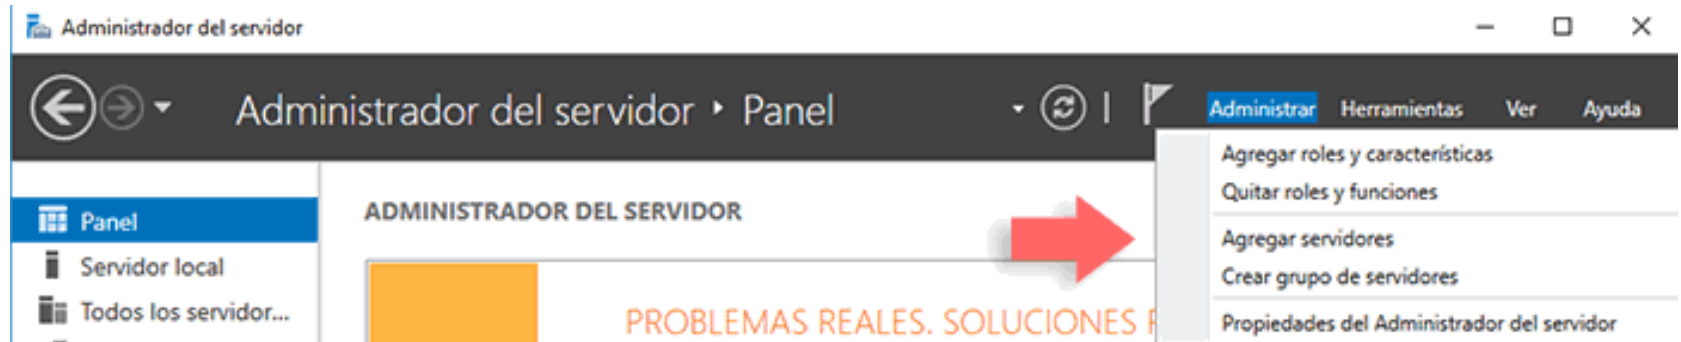 Administrador del servidor
Administrador del servidor ‣ Panel
Administrar Herramientas Ver Ayuda
Agregar roles y características
Quitar roles y funciones
Agregar servidores
Crear grupo de servidores
Propiedades del Administrador del servidor
Panel
Servidor local
Todos los servidor...
ADMINISTRADOR DEL SERVIDOR
PROBLEMAS REALES. SOLUCIONES